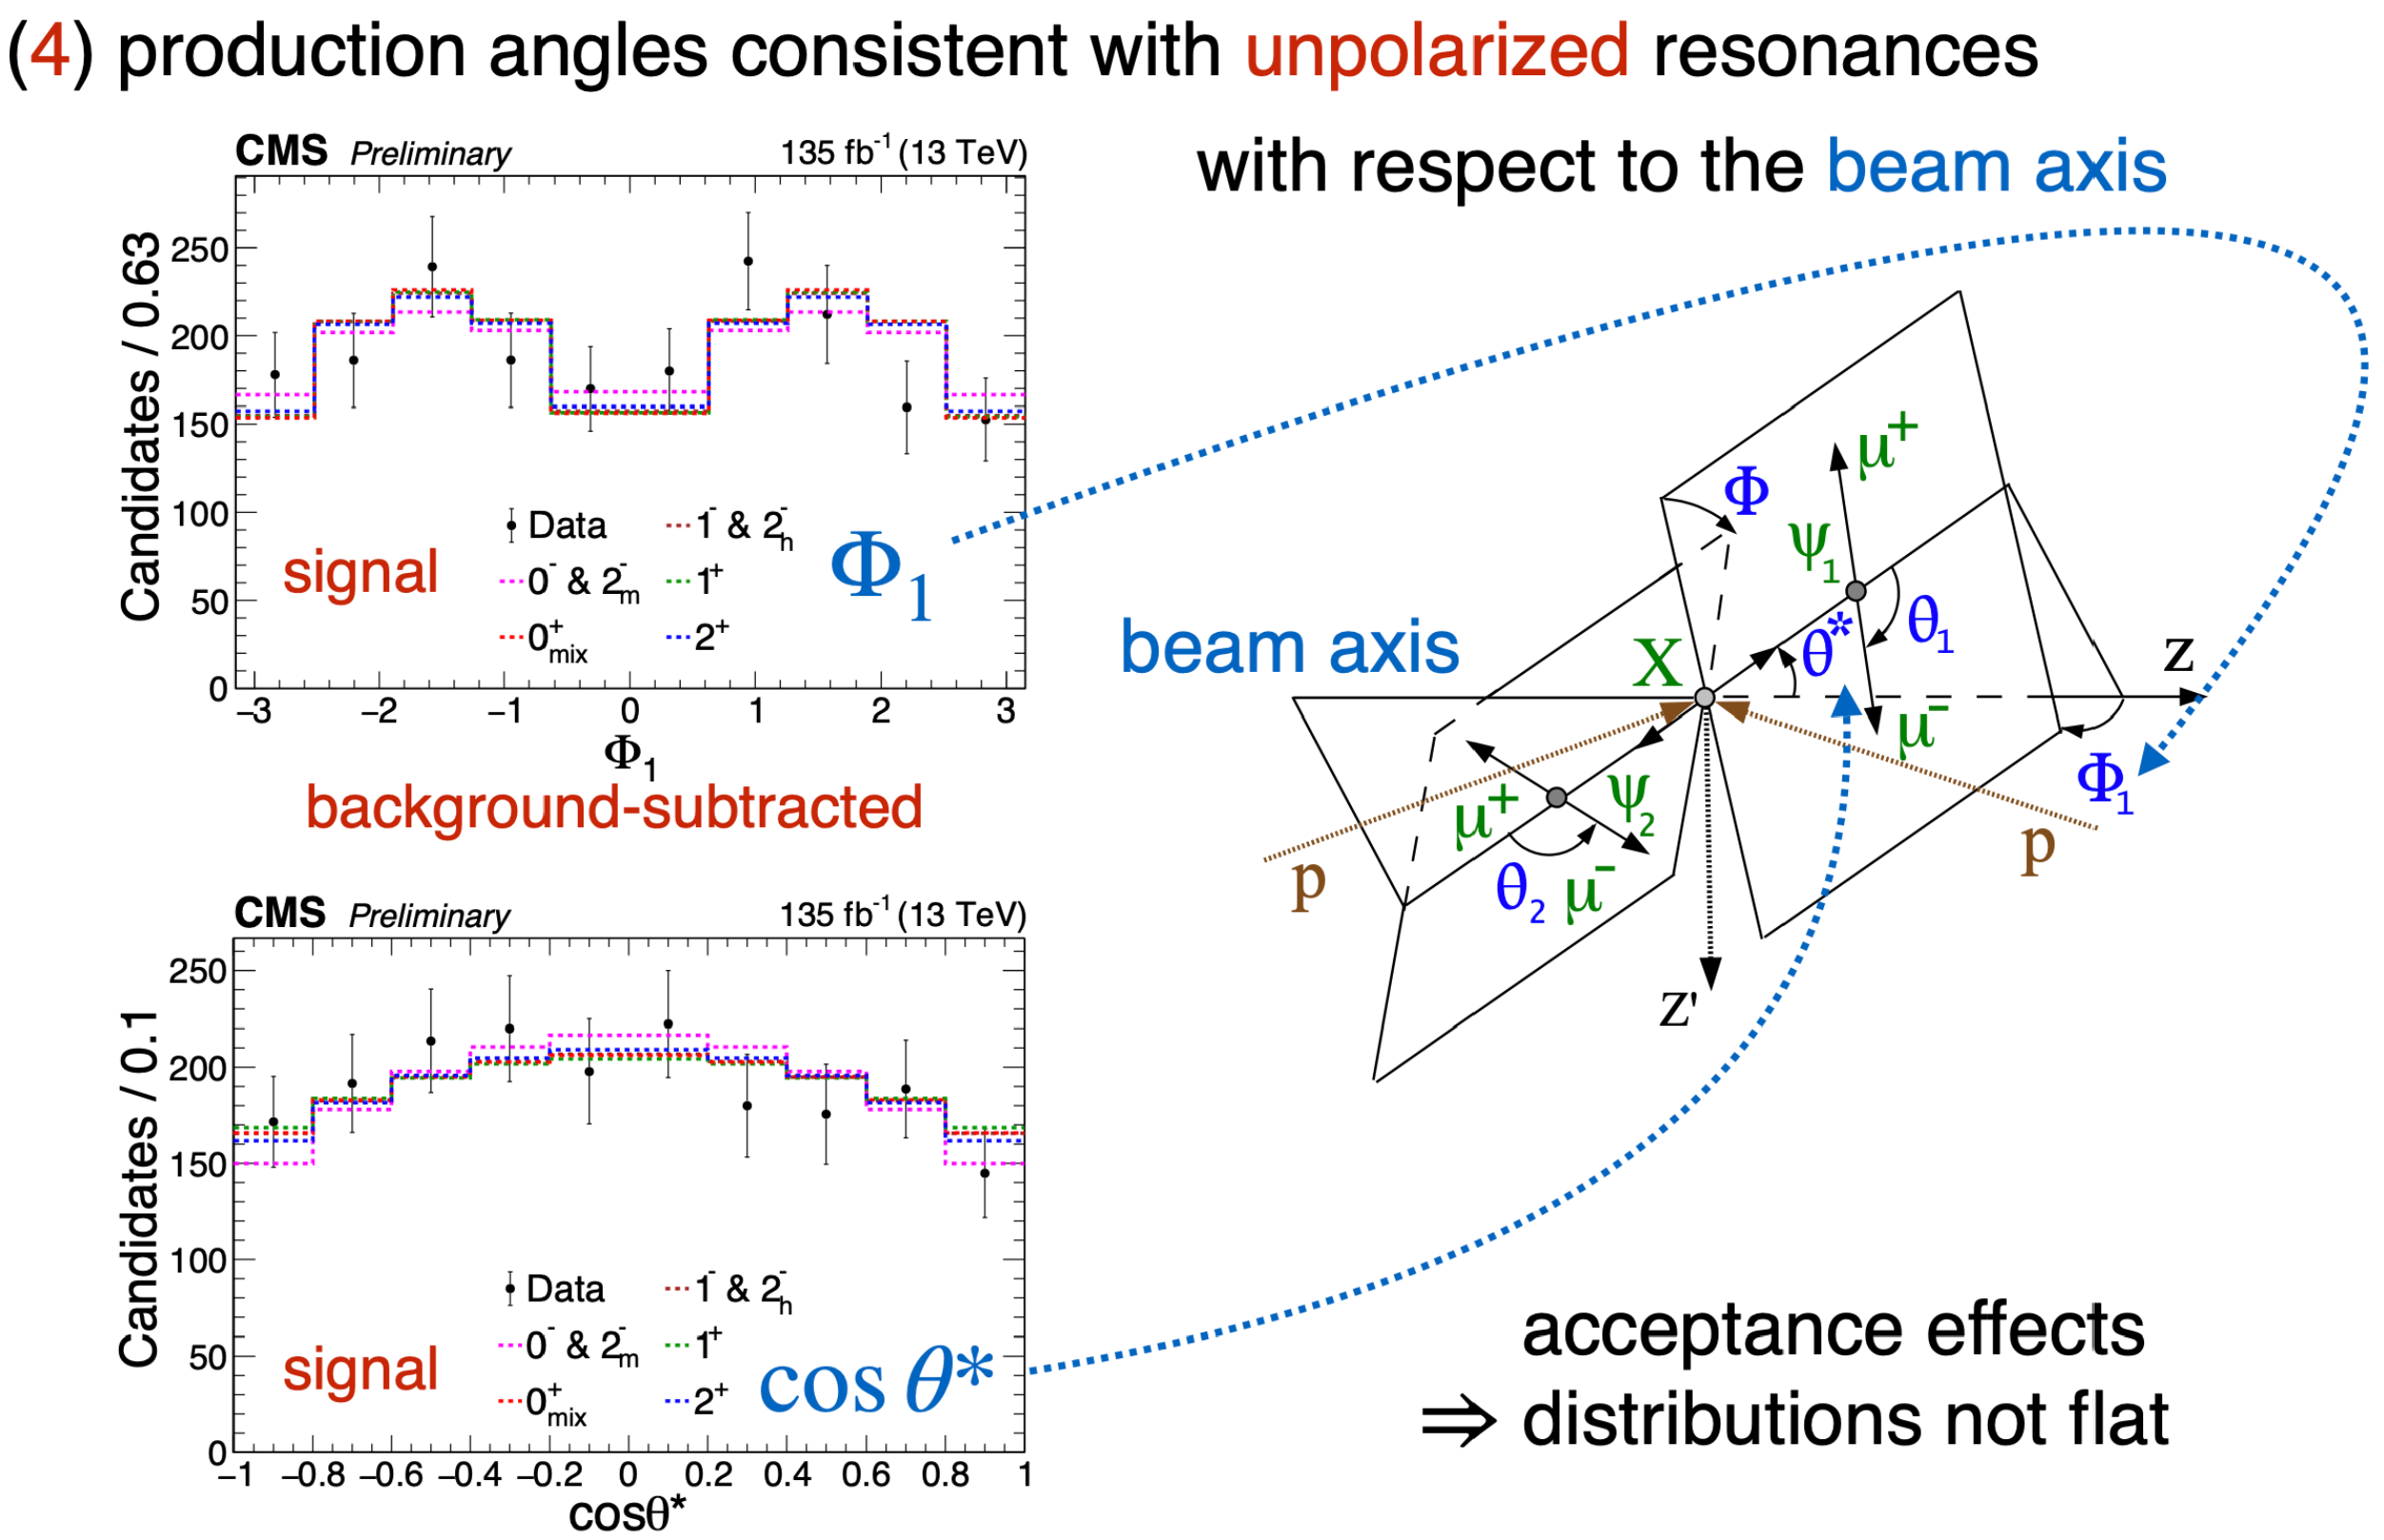 (4) production angles consistent with unpolarized resonances
with respect to the beam axis
CMS Preliminary 135 fb⁻¹ (13 TeV)
Candidates / 0.63
250
200
150
100
50
0
Data
1⁻ & 2⁻ₕ
0⁻ & 2⁻ₘ
1⁺
0⁺mix
2⁺
signal
Φ₁
−3 −2 −1 0 1 2 3
Φ₁
background-subtracted
CMS Preliminary 135 fb⁻¹ (13 TeV)
Candidates / 0.1
250
200
150
100
50
0
Data
1⁻ & 2⁻ₕ
0⁻ & 2⁻ₘ
1⁺
0⁺mix
2⁺
signal
cos θ*
−1 −0.8 −0.6 −0.4 −0.2 0 0.2 0.4 0.6 0.8 1
cosθ*
beam axis
Φ
μ⁺
ψ₁
θ₁
θ*
X
z
μ⁻
Φ₁
p
p
μ⁺
ψ₂
θ₂
μ⁻
z'
acceptance effects
⇒ distributions not flat